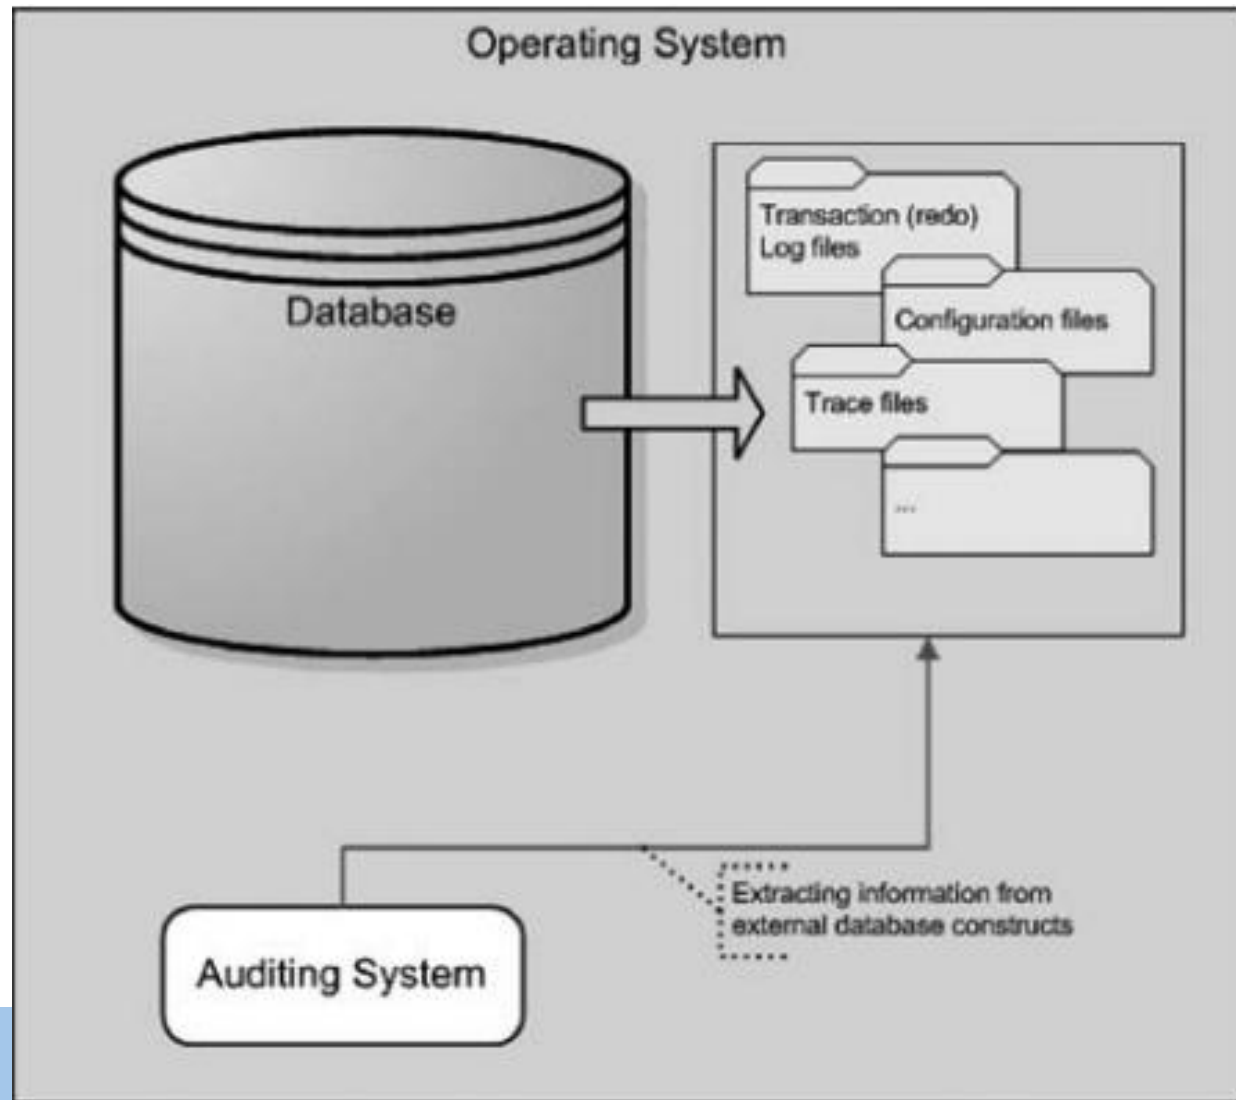 Operating System
Database
Transaction (redo)
Log files
Configuration files
Trace files
...
Extracting information from
external database constructs
Auditing System